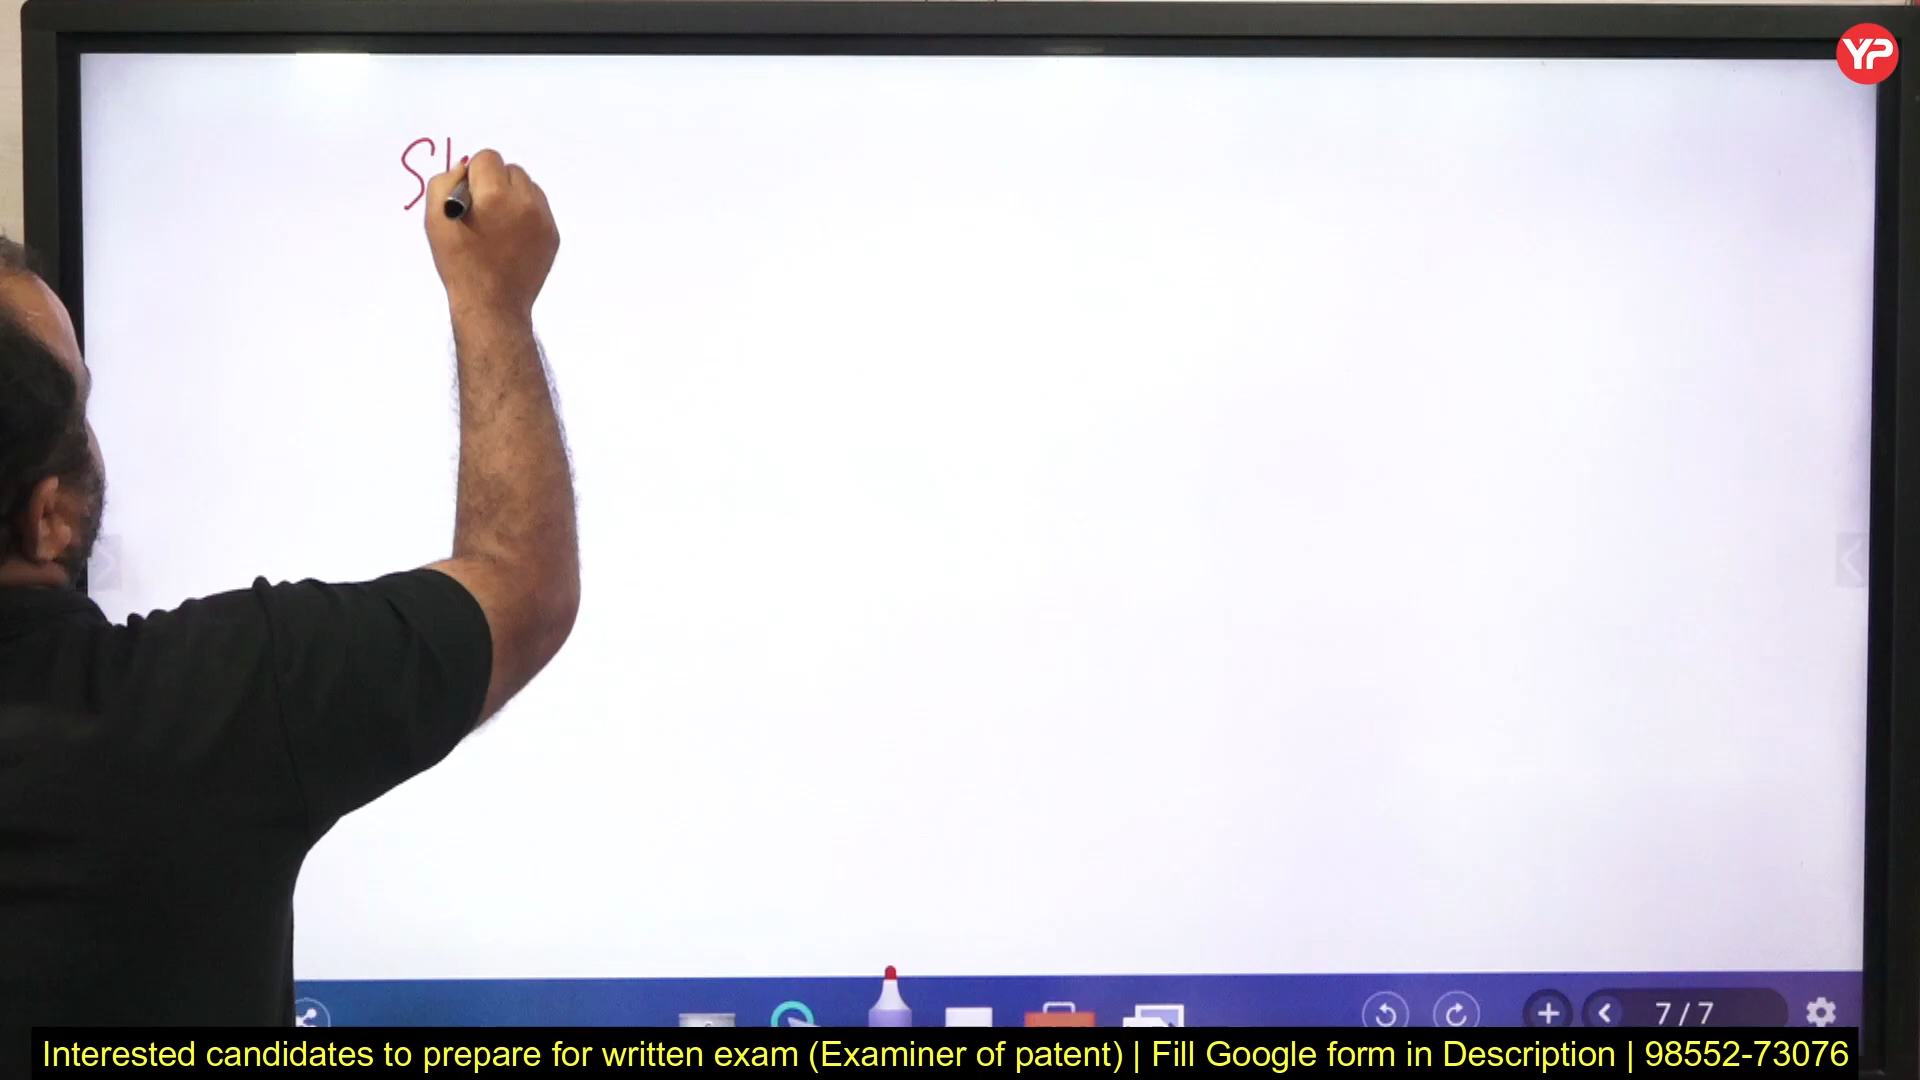 YP
S
7/7
Interested candidates to prepare for written exam (Examiner of patent) | Fill Google form in Description | 98552-73076